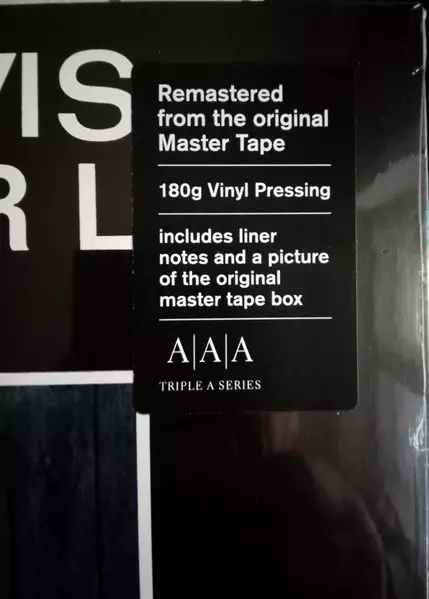 VIS
R L
Remastered
from the original
Master Tape
180g Vinyl Pressing
includes liner
notes and a picture
of the original
master tape box
A|A|A
TRIPLE A SERIES